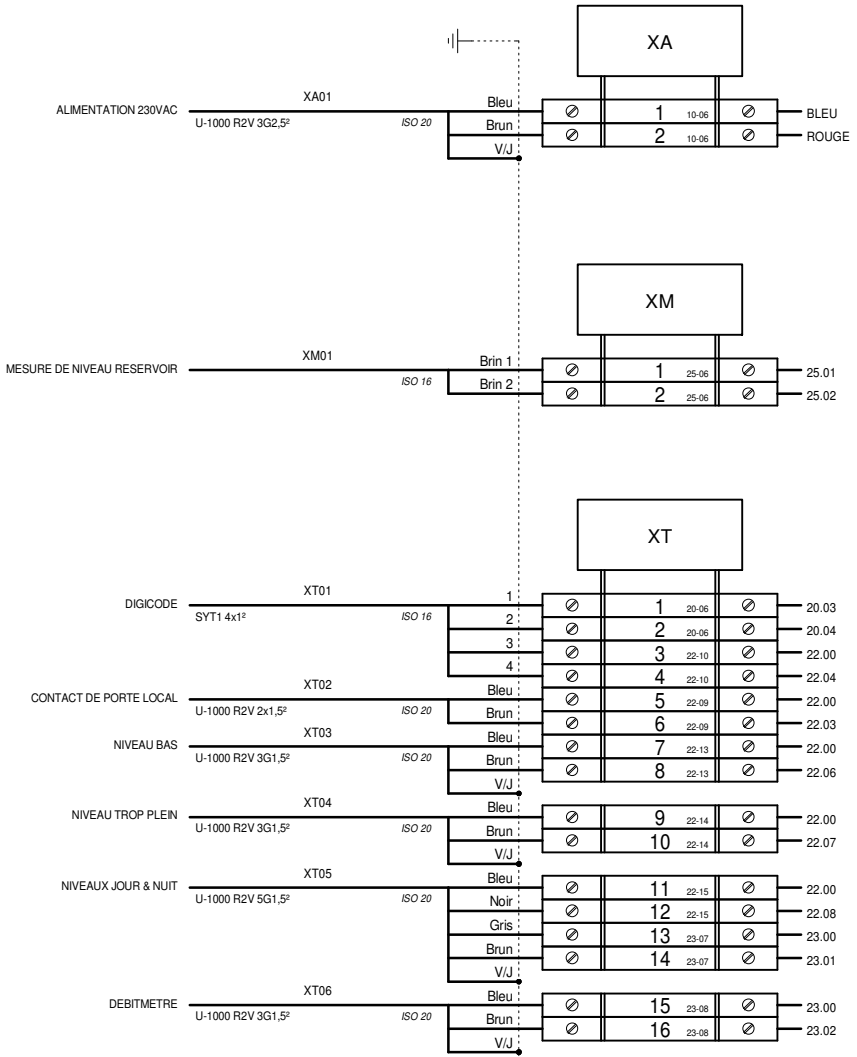 XA
XA01
ALIMENTATION 230VAC
U-1000 R2V 3G2,5²
ISO 20
Bleu
1 10-06
BLEU
Brun
2 10-06
ROUGE
V/J
XM
XM01
MESURE DE NIVEAU RESERVOIR
ISO 16
Brin 1
1 25-06
25.01
Brin 2
2 25-06
25.02
XT
XT01
DIGICODE
SYT1 4x1²
ISO 16
1
1 20-06
20.03
2
2 20-06
20.04
3
3 22-10
22.00
4
4 22-10
22.04
XT02
CONTACT DE PORTE LOCAL
U-1000 R2V 2x1,5²
ISO 20
Bleu
5 22-09
22.00
Brun
6 22-09
22.03
XT03
NIVEAU BAS
U-1000 R2V 3G1,5²
ISO 20
Bleu
7 22-13
22.00
Brun
8 22-13
22.06
V/J
XT04
NIVEAU TROP PLEIN
U-1000 R2V 3G1,5²
ISO 20
Bleu
9 22-14
22.00
Brun
10 22-14
22.07
V/J
XT05
NIVEAUX JOUR & NUIT
U-1000 R2V 5G1,5²
ISO 20
Bleu
11 22-15
22.00
Noir
12 22-15
22.08
Gris
13 23-07
23.00
Brun
14 23-07
23.01
V/J
XT06
DEBITMETRE
U-1000 R2V 3G1,5²
ISO 20
Bleu
15 23-08
23.00
Brun
16 23-08
23.02
V/J